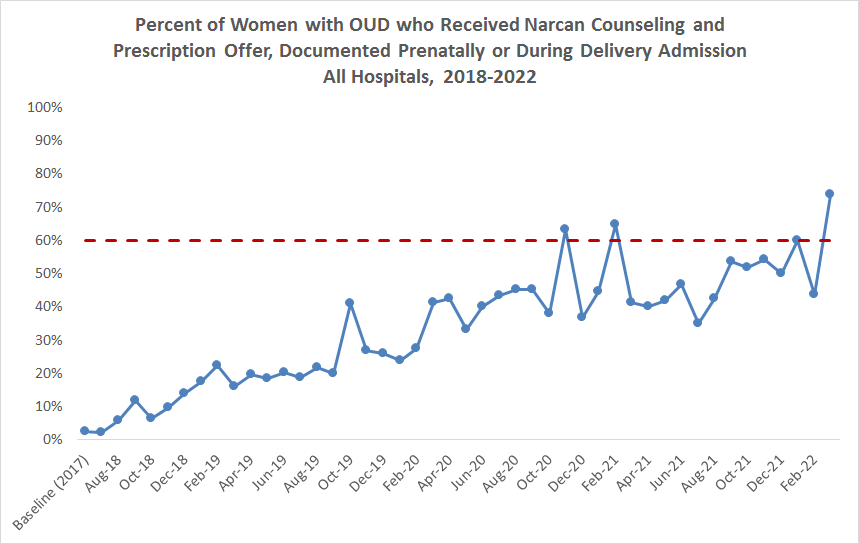 Percent of Women with OUD who Received Narcan Counseling and
Prescription Offer, Documented Prenatally or During Delivery Admission
All Hospitals, 2018-2022
100%
90%
80%
70%
60%
50%
40%
30%
20%
10%
0%
Baseline (2017)
Aug-18
Oct-18
Dec-18
Feb-19
Apr-19
Jun-19
Aug-19
Oct-19
Dec-19
Feb-20
Apr-20
Jun-20
Aug-20
Oct-20
Dec-20
Feb-21
Apr-21
Jun-21
Aug-21
Oct-21
Dec-21
Feb-22